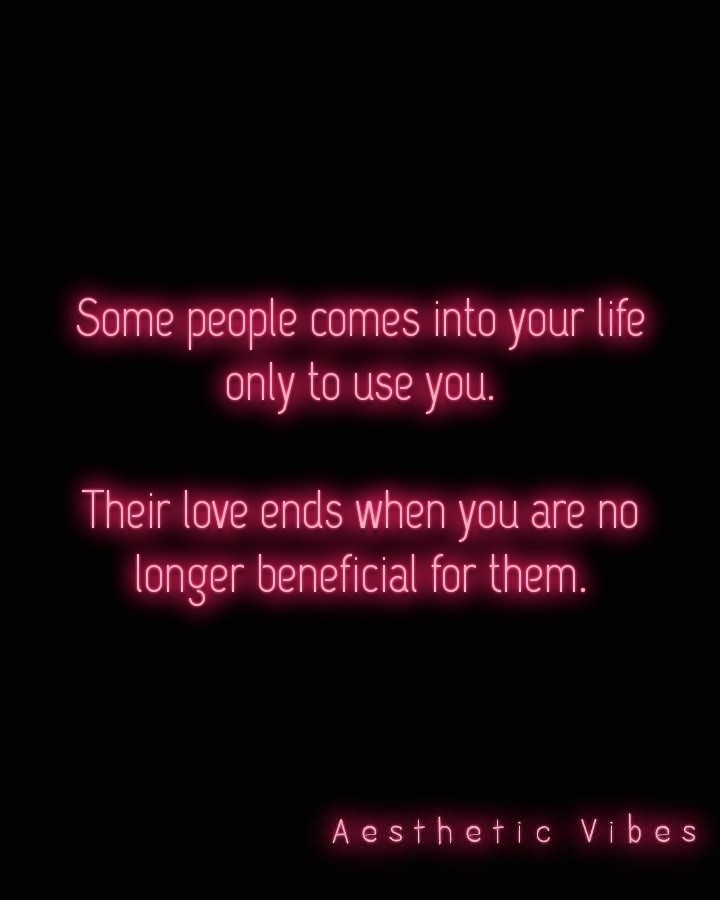 Some people comes into your life
only to use you.
Their love ends when you are no
longer beneficial for them.
Aesthetic Vibes